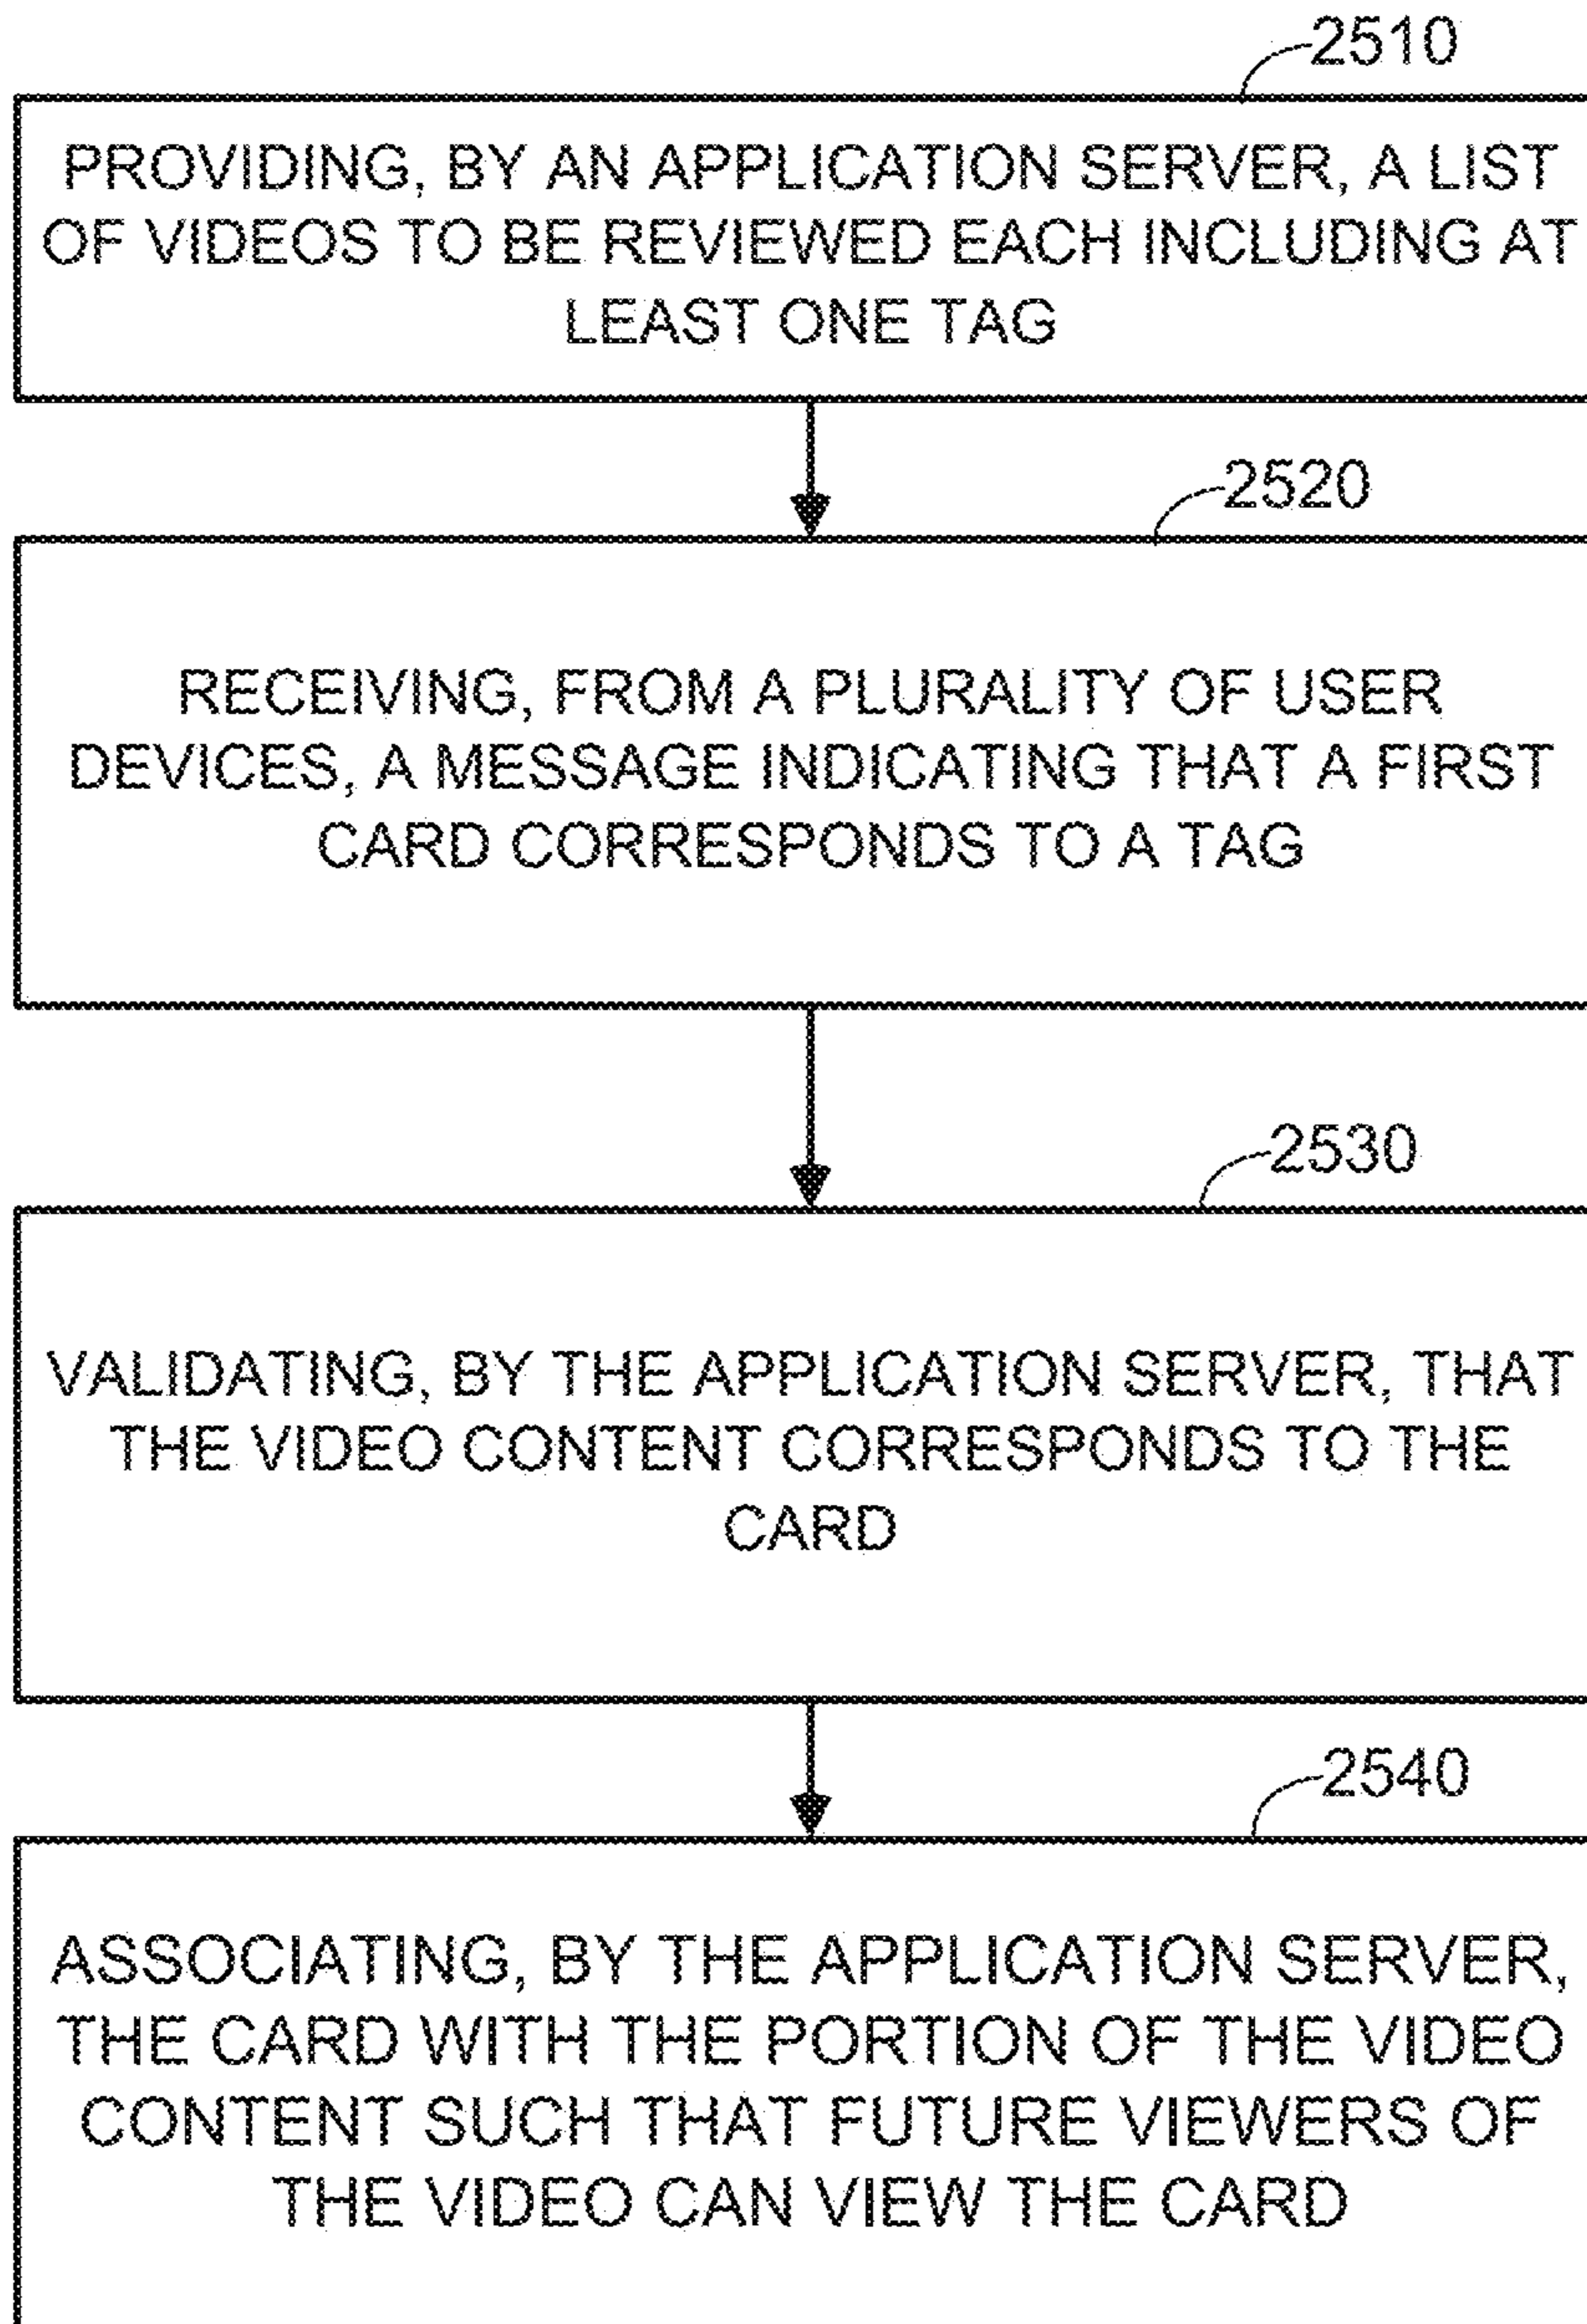 2510
PROVIDING, BY AN APPLICATION SERVER, A LIST
OF VIDEOS TO BE REVIEWED EACH INCLUDING AT
LEAST ONE TAG
2520
RECEIVING, FROM A PLURALITY OF USER
DEVICES, A MESSAGE INDICATING THAT A FIRST
CARD CORRESPONDS TO A TAG
2530
VALIDATING, BY THE APPLICATION SERVER, THAT
THE VIDEO CONTENT CORRESPONDS TO THE
CARD
2540
ASSOCIATING, BY THE APPLICATION SERVER,
THE CARD WITH THE PORTION OF THE VIDEO
CONTENT SUCH THAT FUTURE VIEWERS OF
THE VIDEO CAN VIEW THE CARD